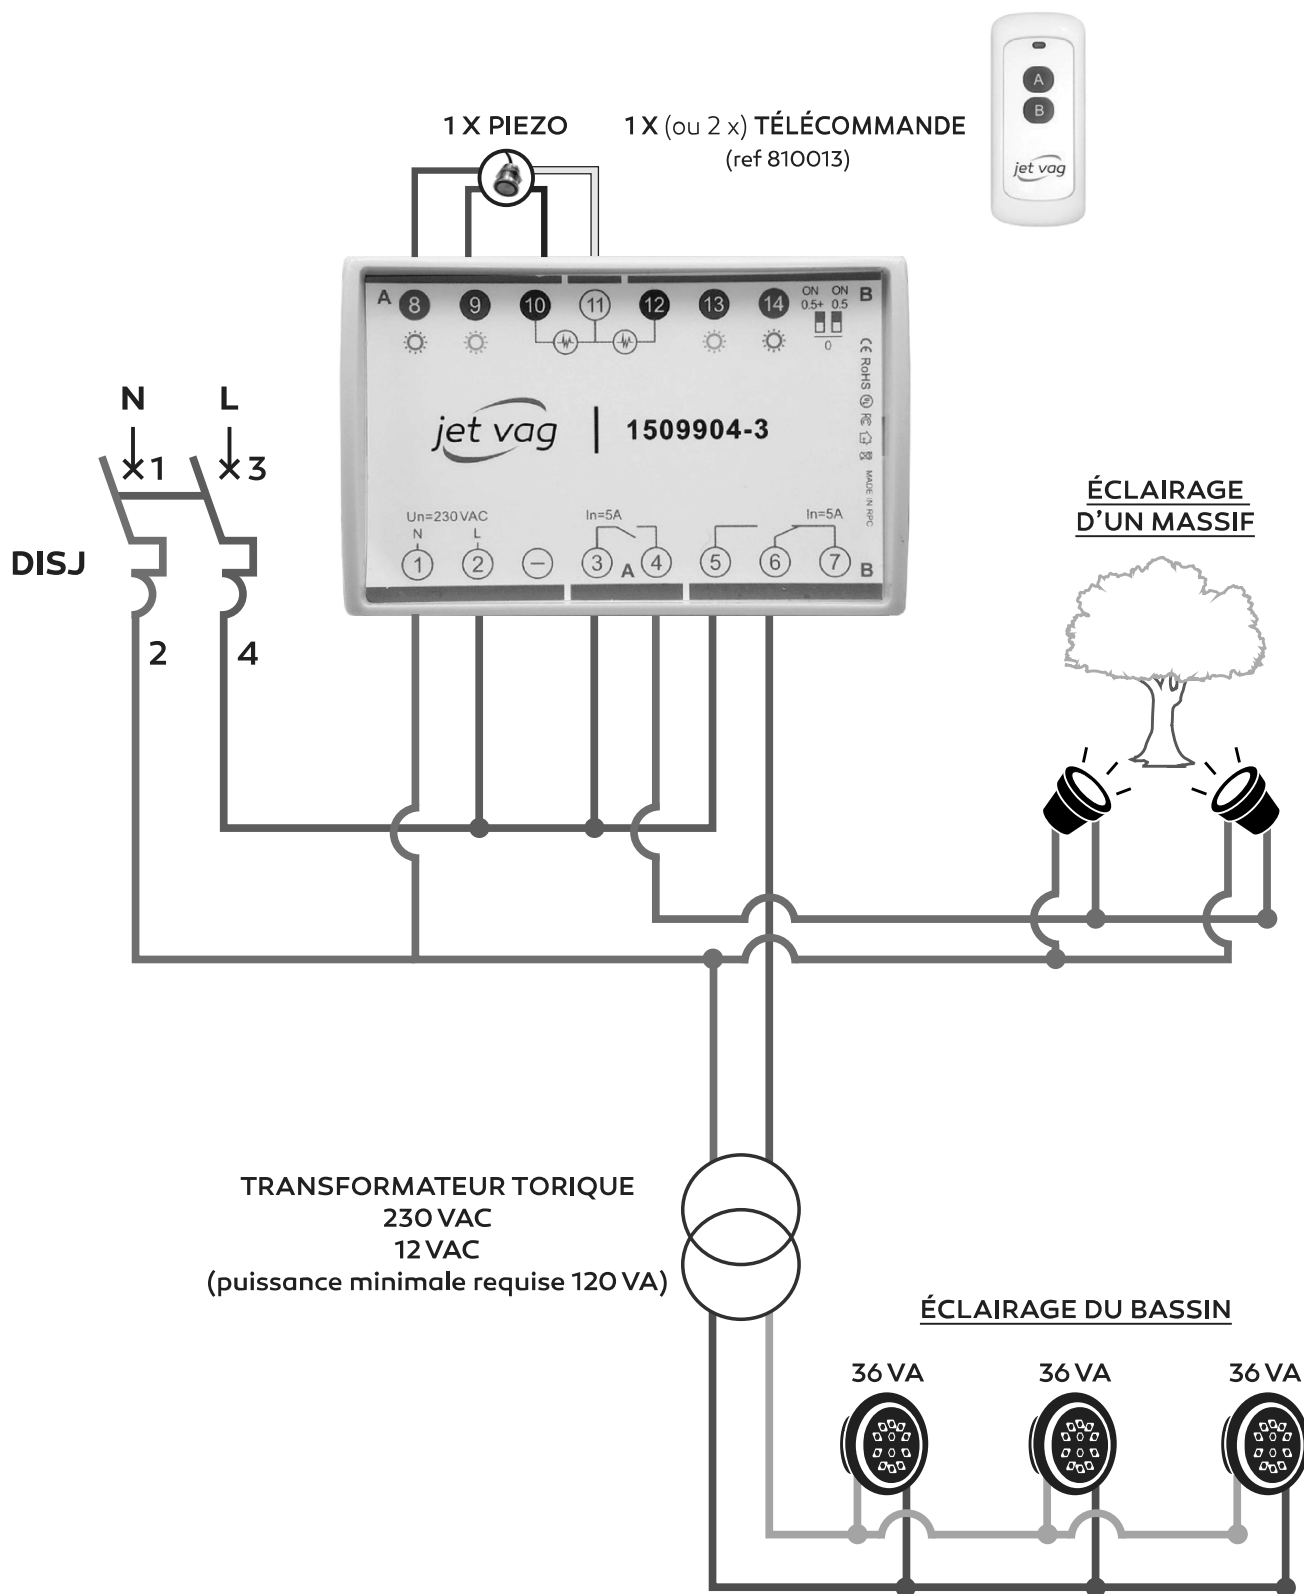 A
B
jet vag
1 X PIEZO
1 X (ou 2 x) TÉLÉCOMMANDE
(ref 810013)
A 8 9 10 11 12 13 14 ON ON B
0.5+ 0.5
0
CE RoHS
MADE IN RPC
jet vag | 1509904-3
Un=230 VAC In=5A In=5A
N L
1 2 – 3 A 4 5 6 7 B
N L
1 3
DISJ
2 4
ÉCLAIRAGE
D'UN MASSIF
TRANSFORMATEUR TORIQUE
230 VAC
12 VAC
(puissance minimale requise 120 VA)
ÉCLAIRAGE DU BASSIN
36 VA 36 VA 36 VA